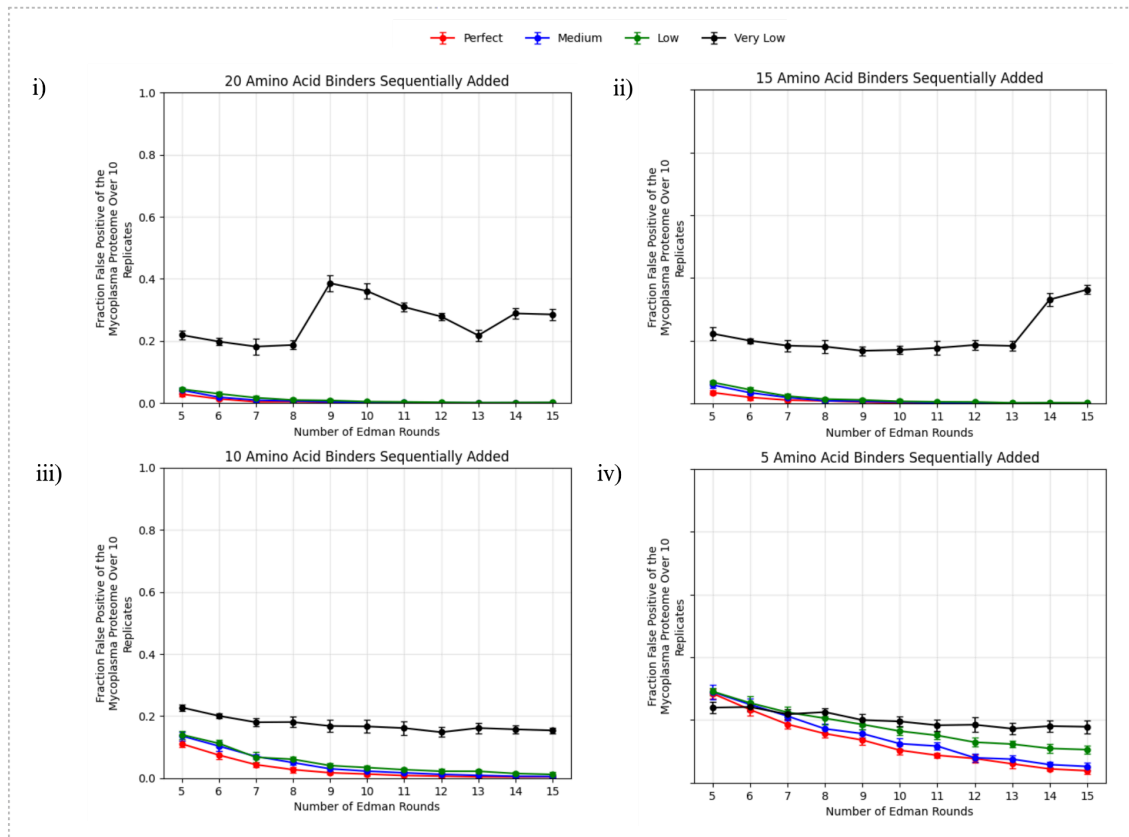 Perfect Medium Low Very Low
i)
20 Amino Acid Binders Sequentially Added
Fraction False Positive of the
Mycoplasma Proteome Over 10
Replicates
1.0
0.8
0.6
0.4
0.2
0.0
5 6 7 8 9 10 11 12 13 14 15
Number of Edman Rounds
ii)
15 Amino Acid Binders Sequentially Added
Fraction False Positive of the
Mycoplasma Proteome Over 10
Replicates
5 6 7 8 9 10 11 12 13 14 15
Number of Edman Rounds
iii)
10 Amino Acid Binders Sequentially Added
Fraction False Positive of the
Mycoplasma Proteome Over 10
Replicates
1.0
0.8
0.6
0.4
0.2
0.0
5 6 7 8 9 10 11 12 13 14 15
Number of Edman Rounds
iv)
5 Amino Acid Binders Sequentially Added
Fraction False Positive of the
Mycoplasma Proteome Over 10
Replicates
5 6 7 8 9 10 11 12 13 14 15
Number of Edman Rounds